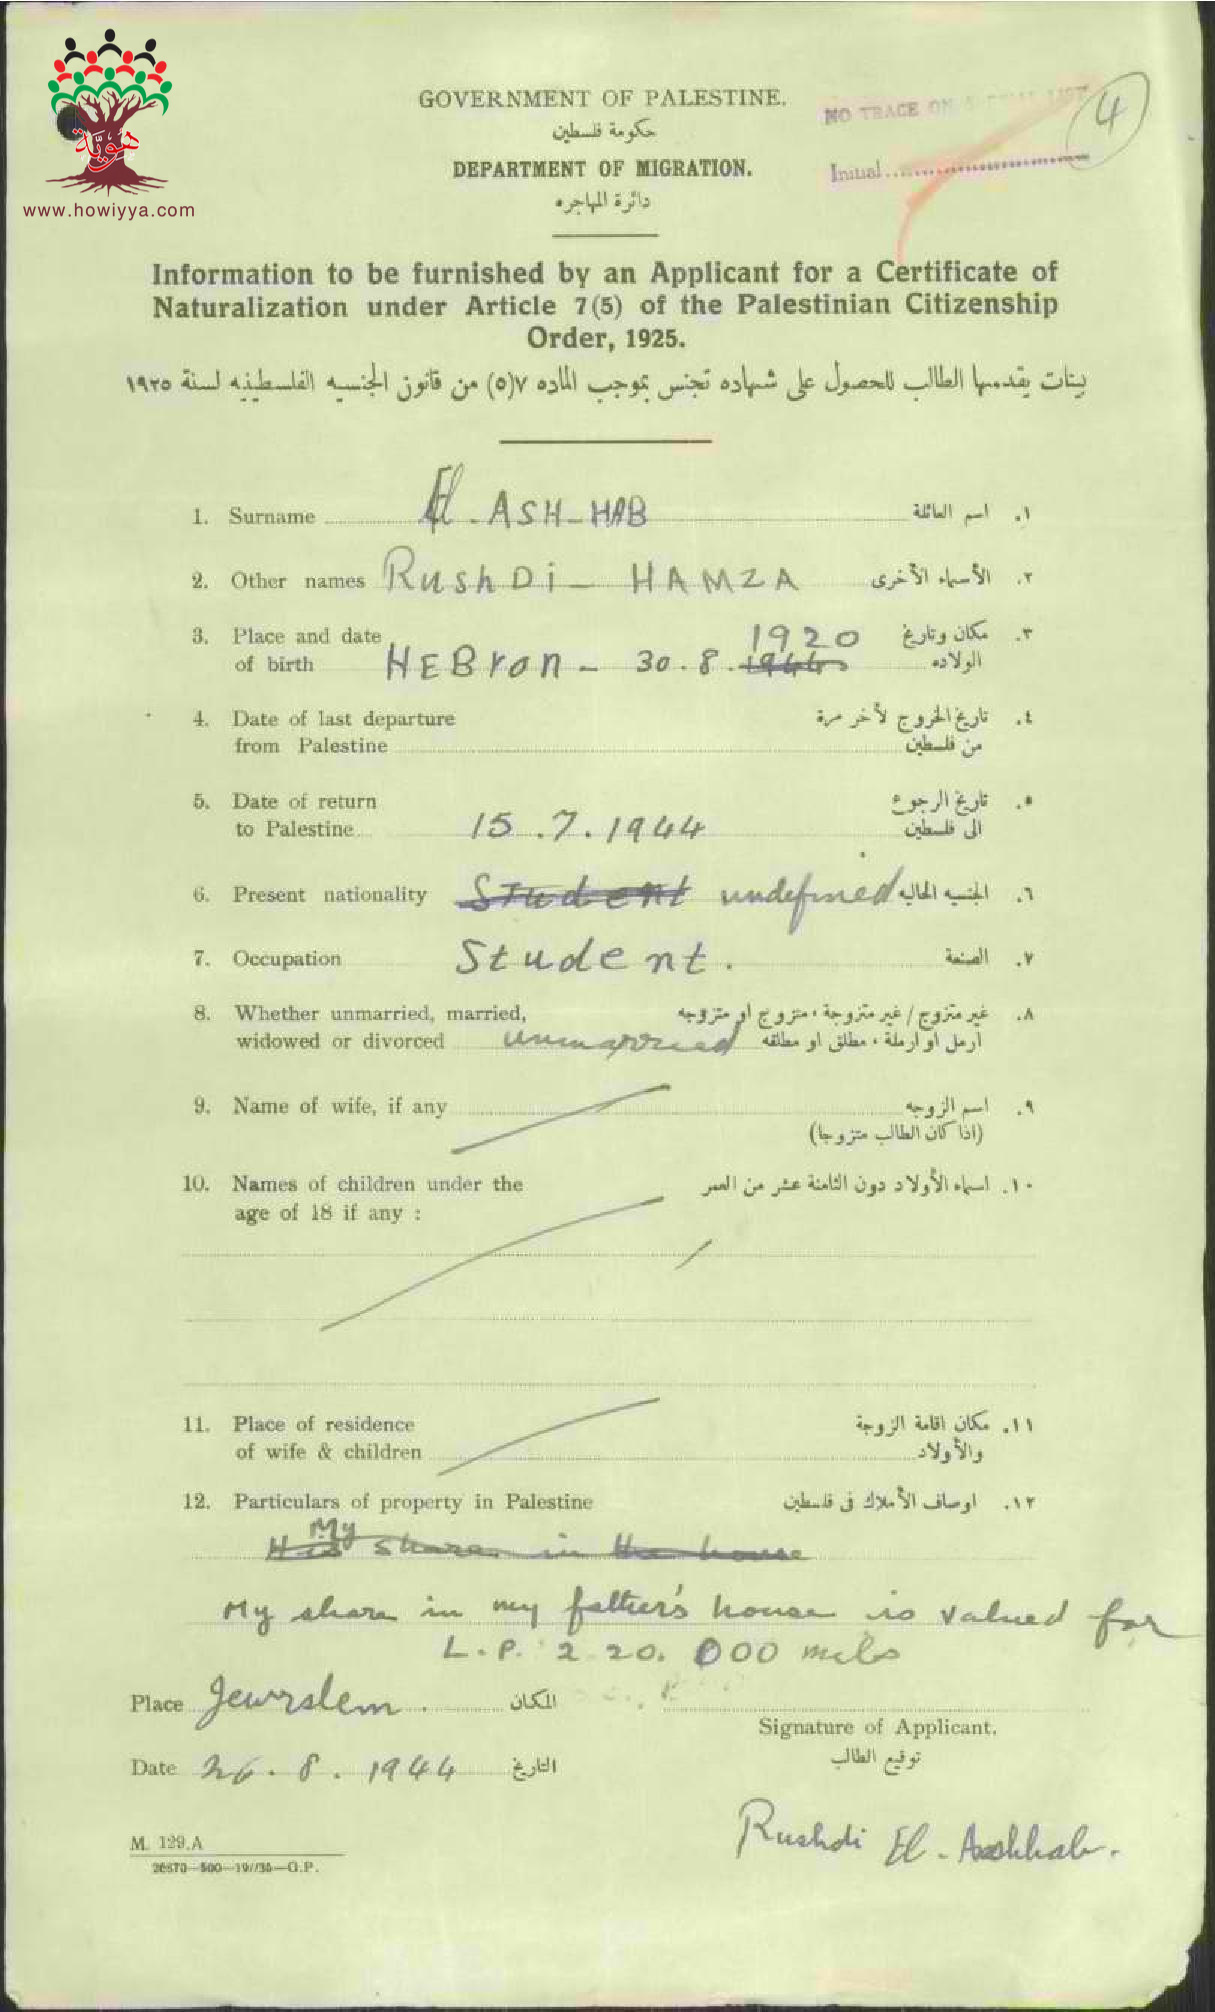 هَوِيَّة
www.howiyya.com
GOVERNMENT OF PALESTINE.
حكومة فلسطين
DEPARTMENT OF MIGRATION.
دائرة المهاجره
NO TRACE ON
4
Initial
Information to be furnished by an Applicant for a Certificate of
Naturalization under Article 7(5) of the Palestinian Citizenship
Order, 1925.
بينات يقدمها الطالب للحصول على شهاده تجنس بموجب الماده ٧(٥) من قانون الجنسيه الفلسطينيه لسنة ١٩٢٥
1. Surname El-ASH-HAB ١. اسم العائلة
2. Other names RushDi - HAMZA ٢. الأسماء الأخرى
3. Place and date 1920 ٣. مكان وتاريخ
of birth HEBron - 30.8.1944 الولاده
4. Date of last departure ٤. تاريخ الخروج لآخر مرة
from Palestine من فلسطين
5. Date of return ٥. تاريخ الرجوع
to Palestine 15.7.1944 الى فلسطين
6. Present nationality Student undefined ٦. الجنسيه الحاليه
7. Occupation Student. ٧. الصنعة
8. Whether unmarried, married, ٨. غير متزوج / غير متزوجة، متزوج او متزوجه
widowed or divorced unmarried أرمل او ارملة، مطلق او مطلقه
9. Name of wife, if any ٩. اسم الزوجه
(اذا كان الطالب متزوجا)
10. Names of children under the ١٠. اسماء الأولاد دون الثامنة عشر من العمر
age of 18 if any :
11. Place of residence ١١. مكان اقامة الزوجة
of wife & children والأولاد
12. Particulars of property in Palestine ١٢. اوصاف الأملاك فى فلسطين
My
His share in the house
My share in my father's house is valued for
L.P. 220.000 mils
Place Jeurslem. المكان
Signature of Applicant.
توقيع الطالب
Date 26.8.1944 التاريخ
Rushdi El-Ashhab.
M. 129.A